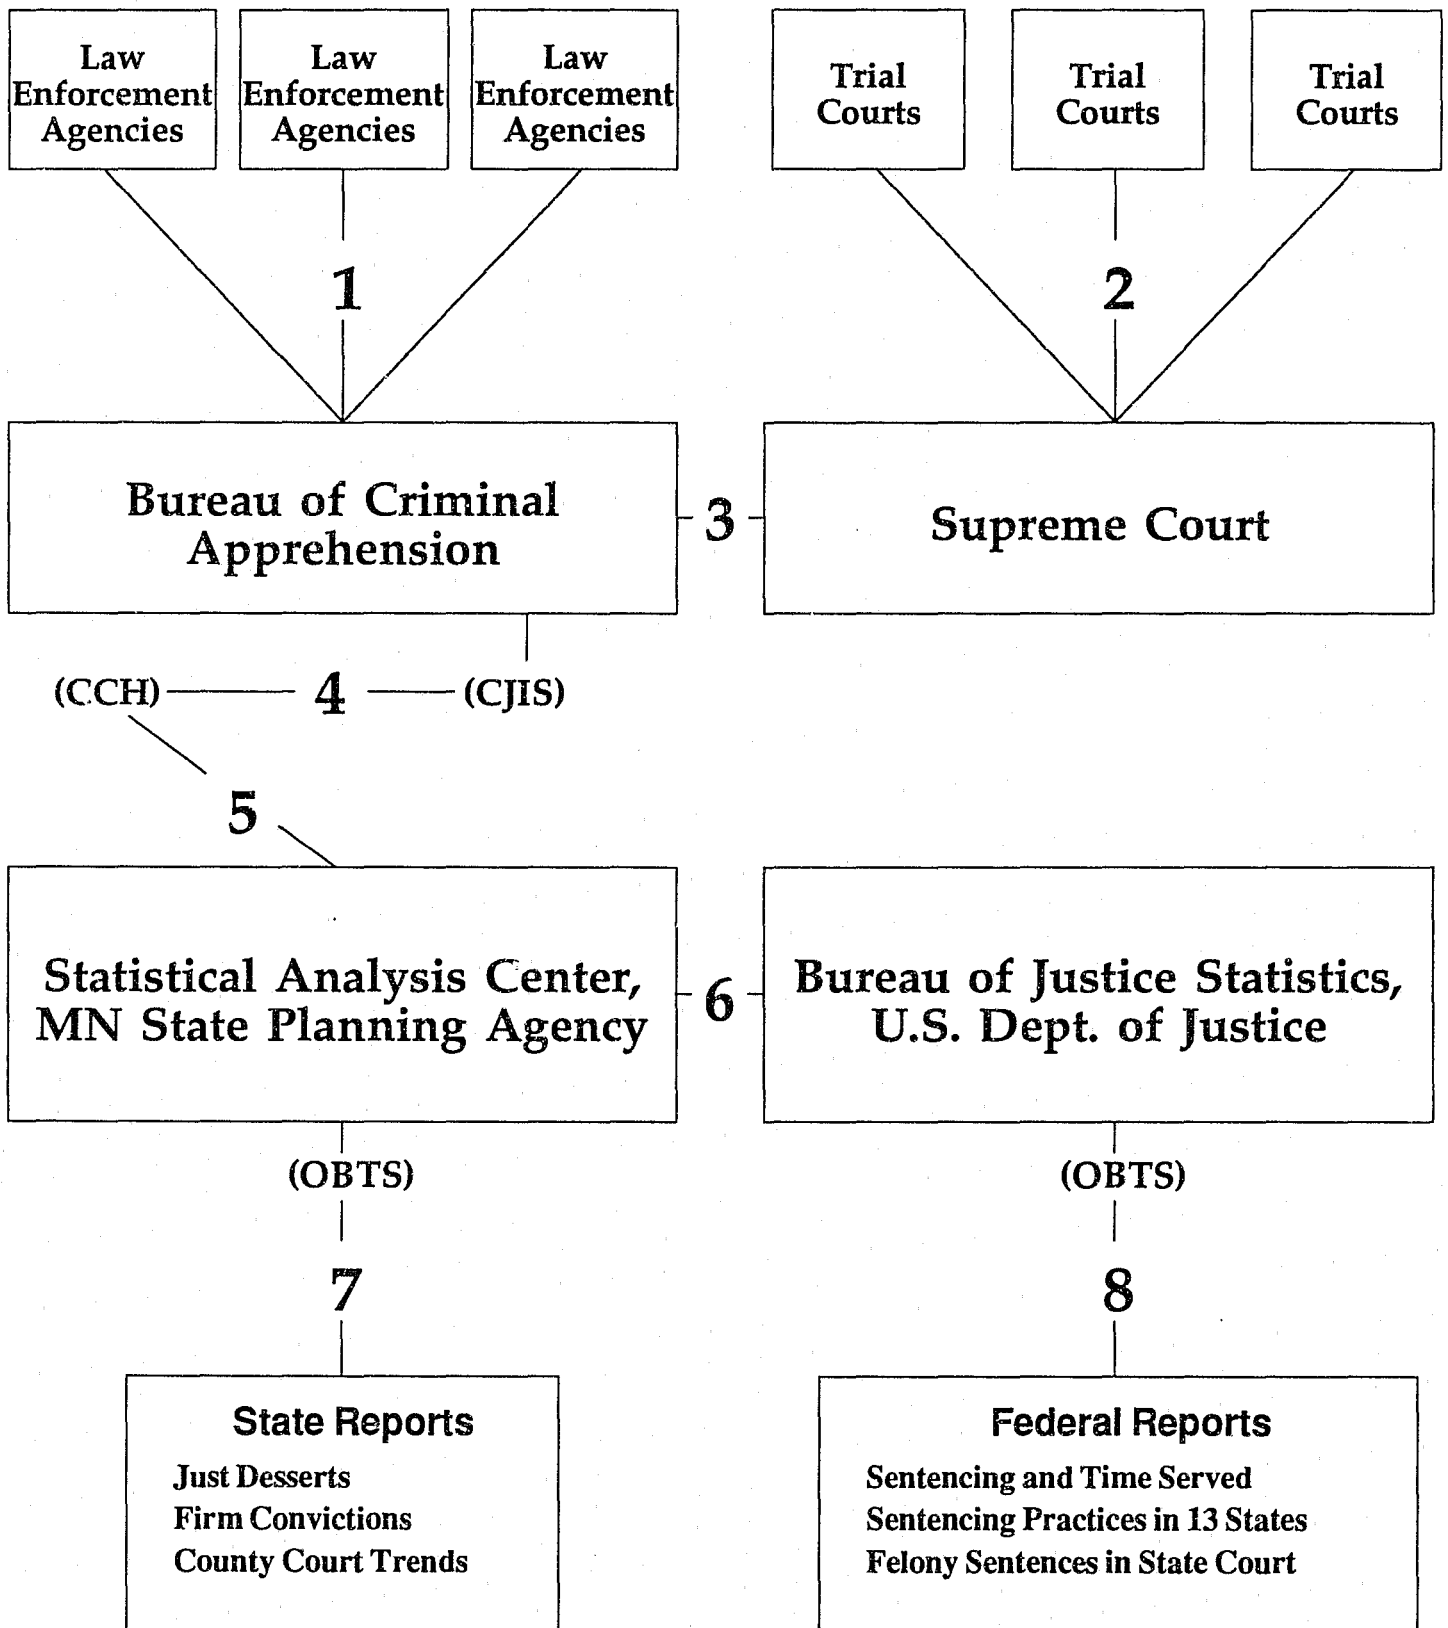 Law
Enforcement
Agencies
Law
Enforcement
Agencies
Law
Enforcement
Agencies
Trial
Courts
Trial
Courts
Trial
Courts
1
2
Bureau of Criminal
Apprehension
3
Supreme Court
(CCH)
4
(CJIS)
5
Statistical Analysis Center,
MN State Planning Agency
6
Bureau of Justice Statistics,
U.S. Dept. of Justice
(OBTS)
(OBTS)
7
8
State Reports
Just Desserts
Firm Convictions
County Court Trends
Federal Reports
Sentencing and Time Served
Sentencing Practices in 13 States
Felony Sentences in State Court